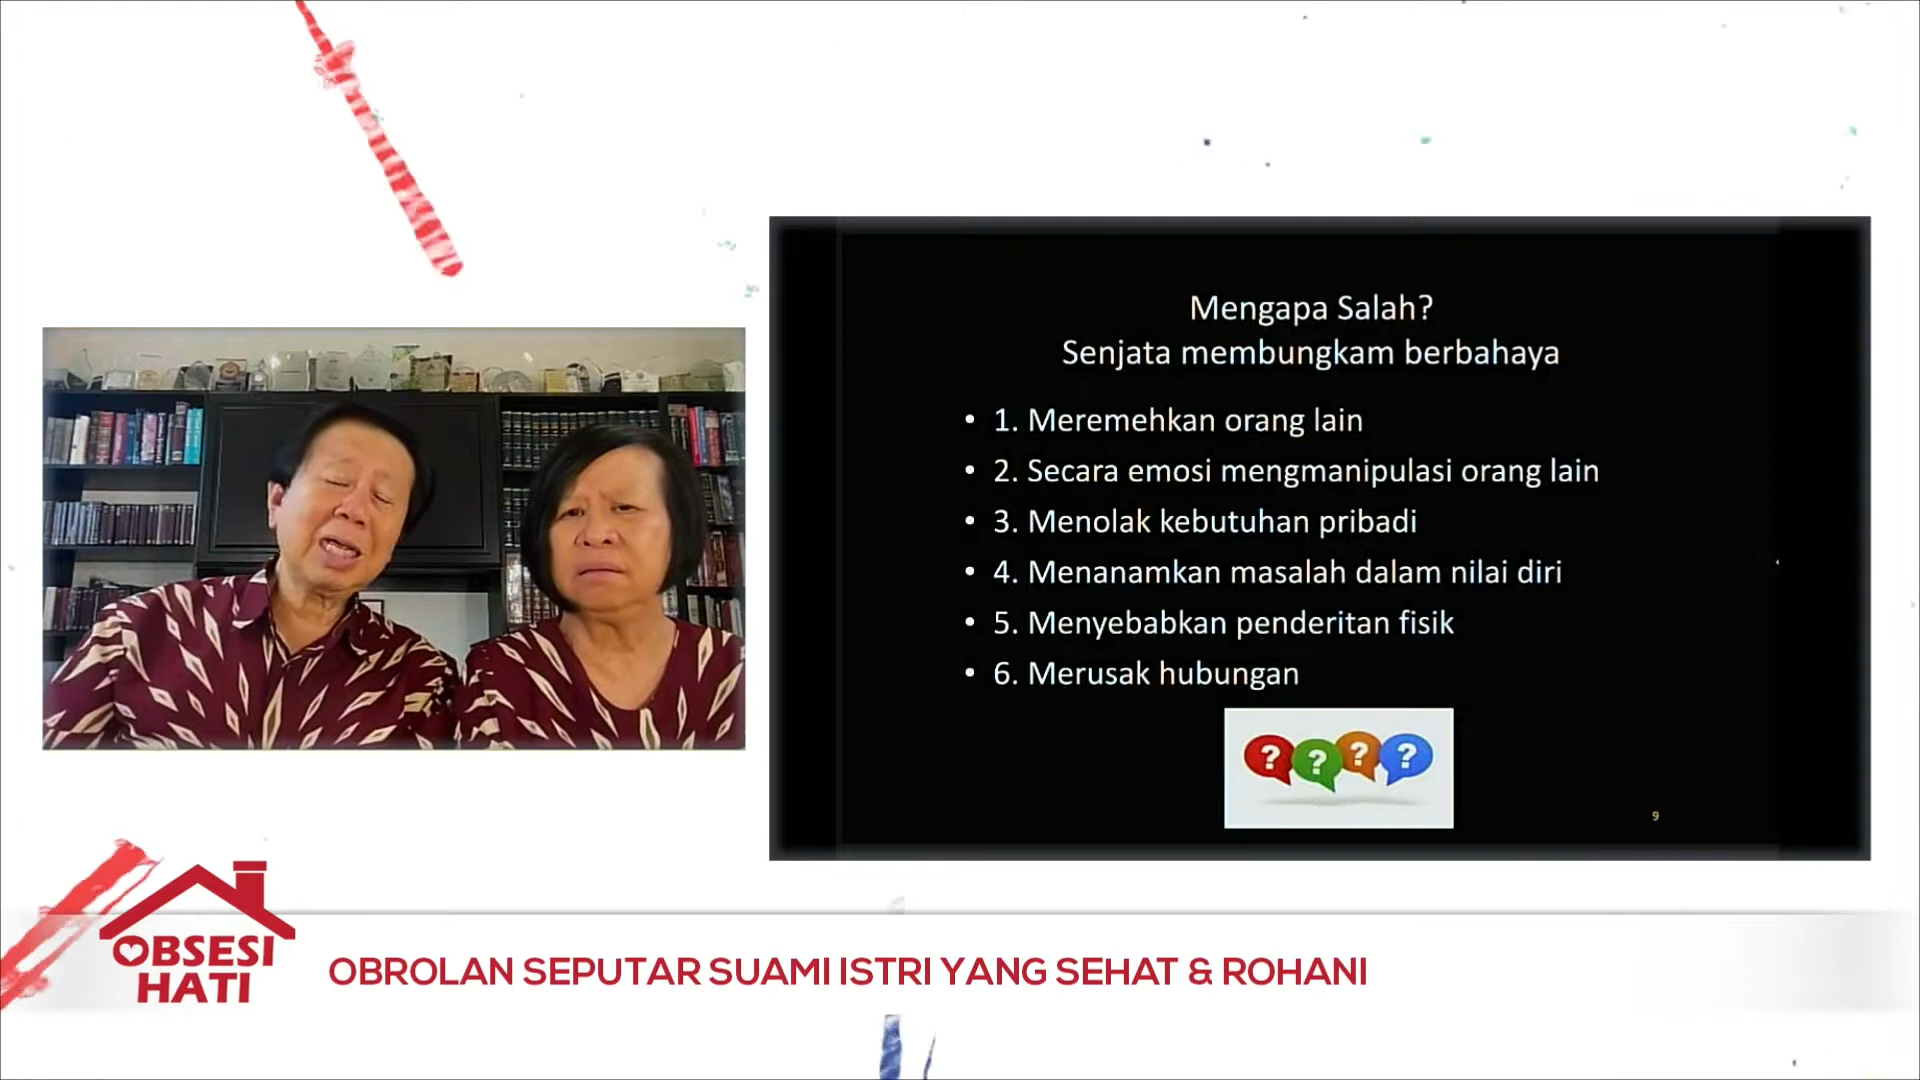 Mengapa Salah?
Senjata membungkam berbahaya
• 1. Meremehkan orang lain
• 2. Secara emosi mengmanipulasi orang lain
• 3. Menolak kebutuhan pribadi
• 4. Menanamkan masalah dalam nilai diri
• 5. Menyebabkan penderitan fisik
• 6. Merusak hubungan
? ? ? ?
9
OBSESI
HATI
OBROLAN SEPUTAR SUAMI ISTRI YANG SEHAT & ROHANI